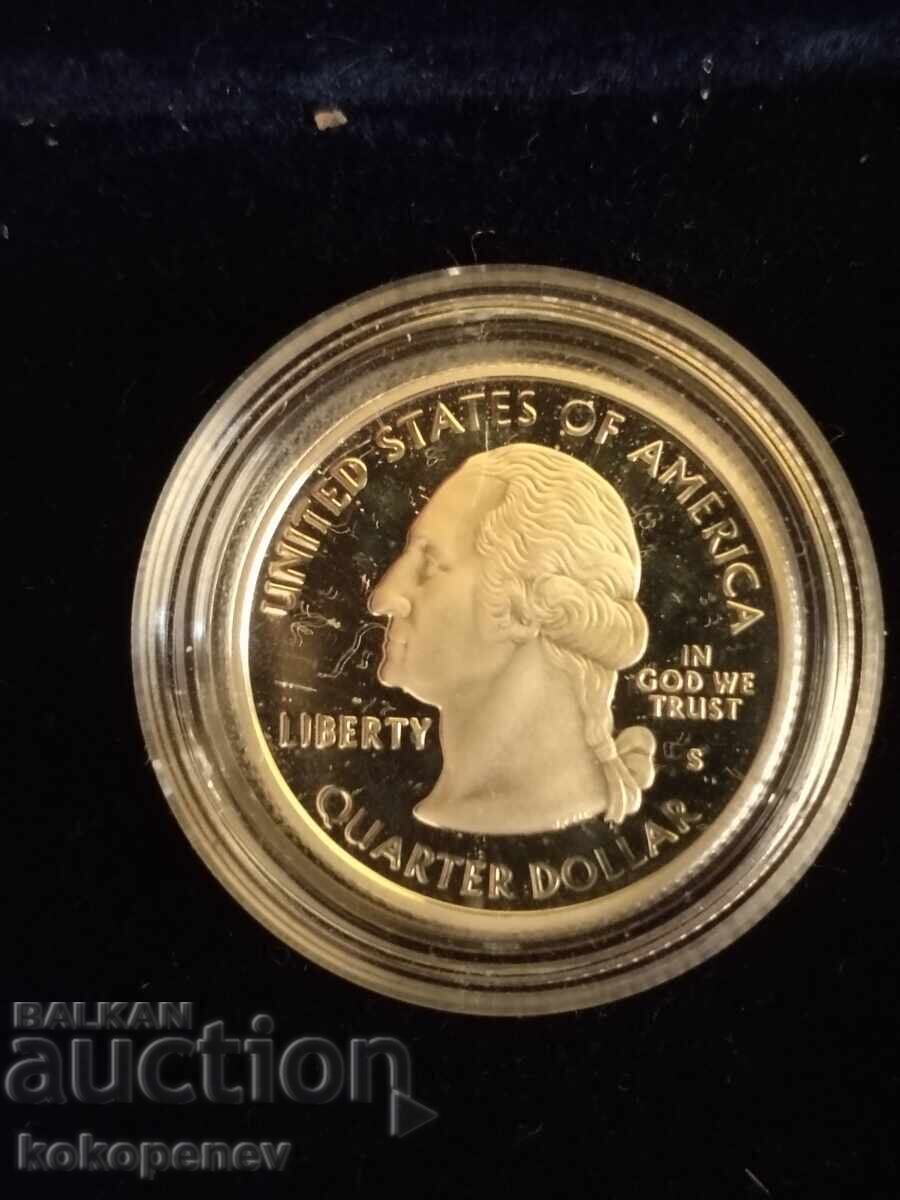 UNITED STATES OF AMERICA
IN
GOD WE
TRUST
LIBERTY
S
QUARTER DOLLAR
BALKAN
auction
kokopenev